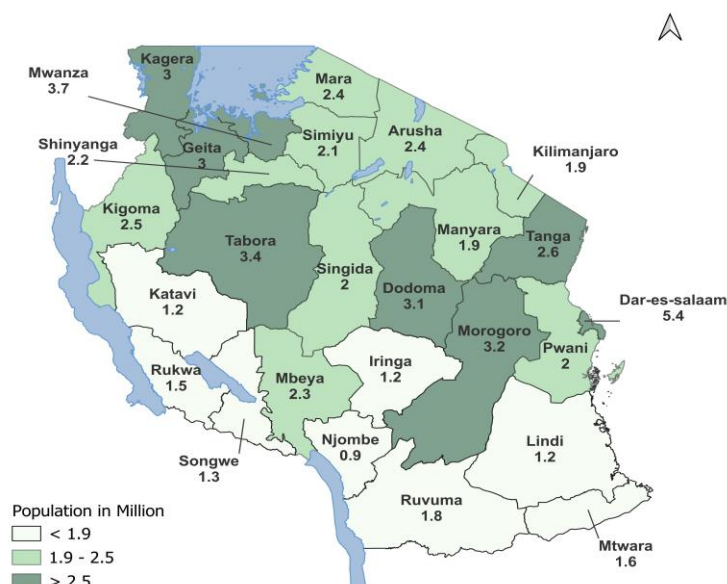 Kagera
3
Mwanza
3.7
Mara
2.4
Simiyu
2.1
Arusha
2.4
Geita
3
Shinyanga
2.2
Kilimanjaro
1.9
Kigoma
2.5
Tabora
3.4
Singida
2
Manyara
1.9
Tanga
2.6
Dodoma
3.1
Katavi
1.2
Dar-es-salaam
5.4
Morogoro
3.2
Pwani
2
Rukwa
1.5
Iringa
1.2
Mbeya
2.3
Njombe
0.9
Lindi
1.2
Songwe
1.3
Ruvuma
1.8
Mtwara
1.6
Population in Million
< 1.9
1.9 - 2.5
> 2.5